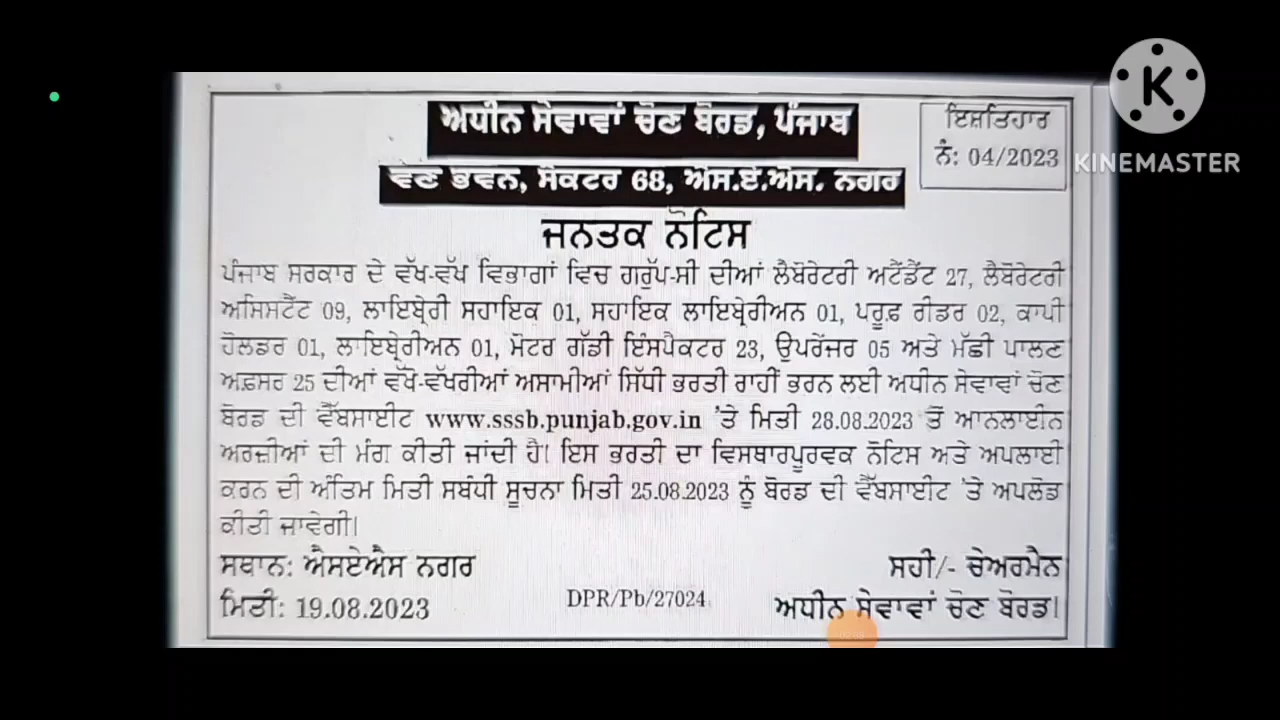 ਅਧੀਨ ਸੇਵਾਵਾਂ ਚੋਣ ਬੋਰਡ, ਪੰਜਾਬ
ਇਸ਼ਤਿਹਾਰ
ਨੰ: 04/2023
ਵਣ ਭਵਨ, ਸੈਕਟਰ 68, ਐਸ.ਏ.ਐਸ. ਨਗਰ
KINEMASTER
ਜਨਤਕ ਨੋਟਿਸ
ਪੰਜਾਬ ਸਰਕਾਰ ਦੇ ਵੱਖ-ਵੱਖ ਵਿਭਾਗਾਂ ਵਿਚ ਗਰੁੱਪ-ਸੀ ਦੀਆਂ ਲੈਬੋਰੇਟਰੀ ਅਟੈਂਡੈਂਟ 27, ਲੈਬੋਰੇਟਰੀ
ਅਸਿਸਟੈਂਟ 09, ਲਾਇਬ੍ਰੇਰੀ ਸਹਾਇਕ 01, ਸਹਾਇਕ ਲਾਇਬ੍ਰੇਰੀਅਨ 01, ਪਰੂਫ਼ ਰੀਡਰ 02, ਕਾਪੀ
ਹੋਲਡਰ 01, ਲਾਇਬ੍ਰੇਰੀਅਨ 01, ਮੋਟਰ ਗੱਡੀ ਇੰਸਪੈਕਟਰ 23, ਉਪਰੇਂਜਰ 05 ਅਤੇ ਮੱਛੀ ਪਾਲਣ
ਅਫ਼ਸਰ 25 ਦੀਆਂ ਵੱਖੋ-ਵੱਖਰੀਆਂ ਅਸਾਮੀਆਂ ਸਿੱਧੀ ਭਰਤੀ ਰਾਹੀਂ ਭਰਨ ਲਈ ਅਧੀਨ ਸੇਵਾਵਾਂ ਚੋਣ
ਬੋਰਡ ਦੀ ਵੈੱਬਸਾਈਟ www.sssb.punjab.gov.in 'ਤੇ ਮਿਤੀ 28.08.2023 ਤੋਂ ਆਨਲਾਈਨ
ਅਰਜ਼ੀਆਂ ਦੀ ਮੰਗ ਕੀਤੀ ਜਾਂਦੀ ਹੈ। ਇਸ ਭਰਤੀ ਦਾ ਵਿਸਥਾਰਪੂਰਵਕ ਨੋਟਿਸ ਅਤੇ ਅਪਲਾਈ
ਕਰਨ ਦੀ ਅੰਤਿਮ ਮਿਤੀ ਸਬੰਧੀ ਸੂਚਨਾ ਮਿਤੀ 25.08.2023 ਨੂੰ ਬੋਰਡ ਦੀ ਵੈੱਬਸਾਈਟ 'ਤੇ ਅਪਲੋਡ
ਕੀਤੀ ਜਾਵੇਗੀ।
ਸਥਾਨ: ਐਸਏਐਸ ਨਗਰ
ਸਹੀ/- ਚੇਅਰਮੈਨ
ਮਿਤੀ: 19.08.2023
DPR/Pb/27024
ਅਧੀਨ ਸੇਵਾਵਾਂ ਚੋਣ ਬੋਰਡ।